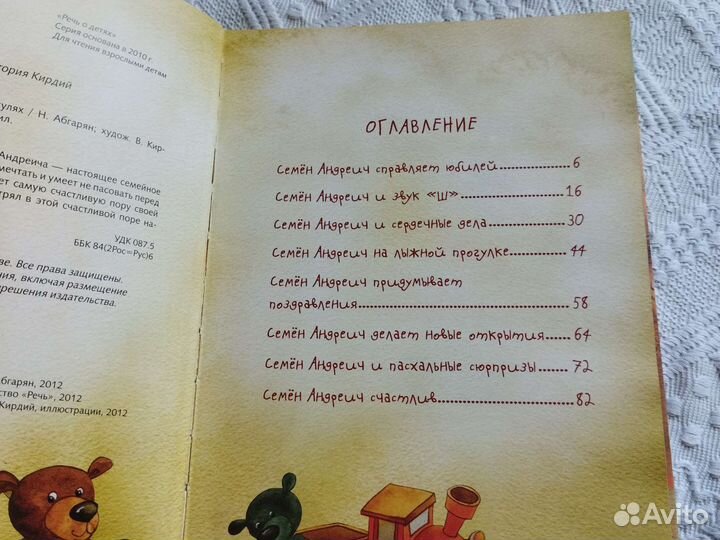 «Речь о детях»
Серия основана в 2010 г.
Для чтения взрослыми детям
тория Кирдий
улях / Н. Абгарян; худож. В. Кир-
ил.
Андреича — настоящее семейное
мечтать и умеет не пасовать перед
ет самую счастливую пору своей
трял в этой счастливой поре на-
УДК 087.5
ББК 84(2Рос=Рус)6
ве. Все права защищены.
ния, включая размещение
зрешения издательства.
Абгарян, 2012
ство «Речь», 2012
Кирдий, иллюстрации, 2012
ОГЛАВЛЕНИЕ
Семён Андреич справляет юбилей 6
Семён Андреич и звук «Ш» 16
Семён Андреич и сердечные дела 30
Семён Андреич на лыжной прогулке 44
Семён Андреич придумывает
поздравления 58
Семён Андреич делает новые открытия 64
Семён Андреич и пасхальные сюрпризы 72
Семён Андреич счастлив 82
Avito